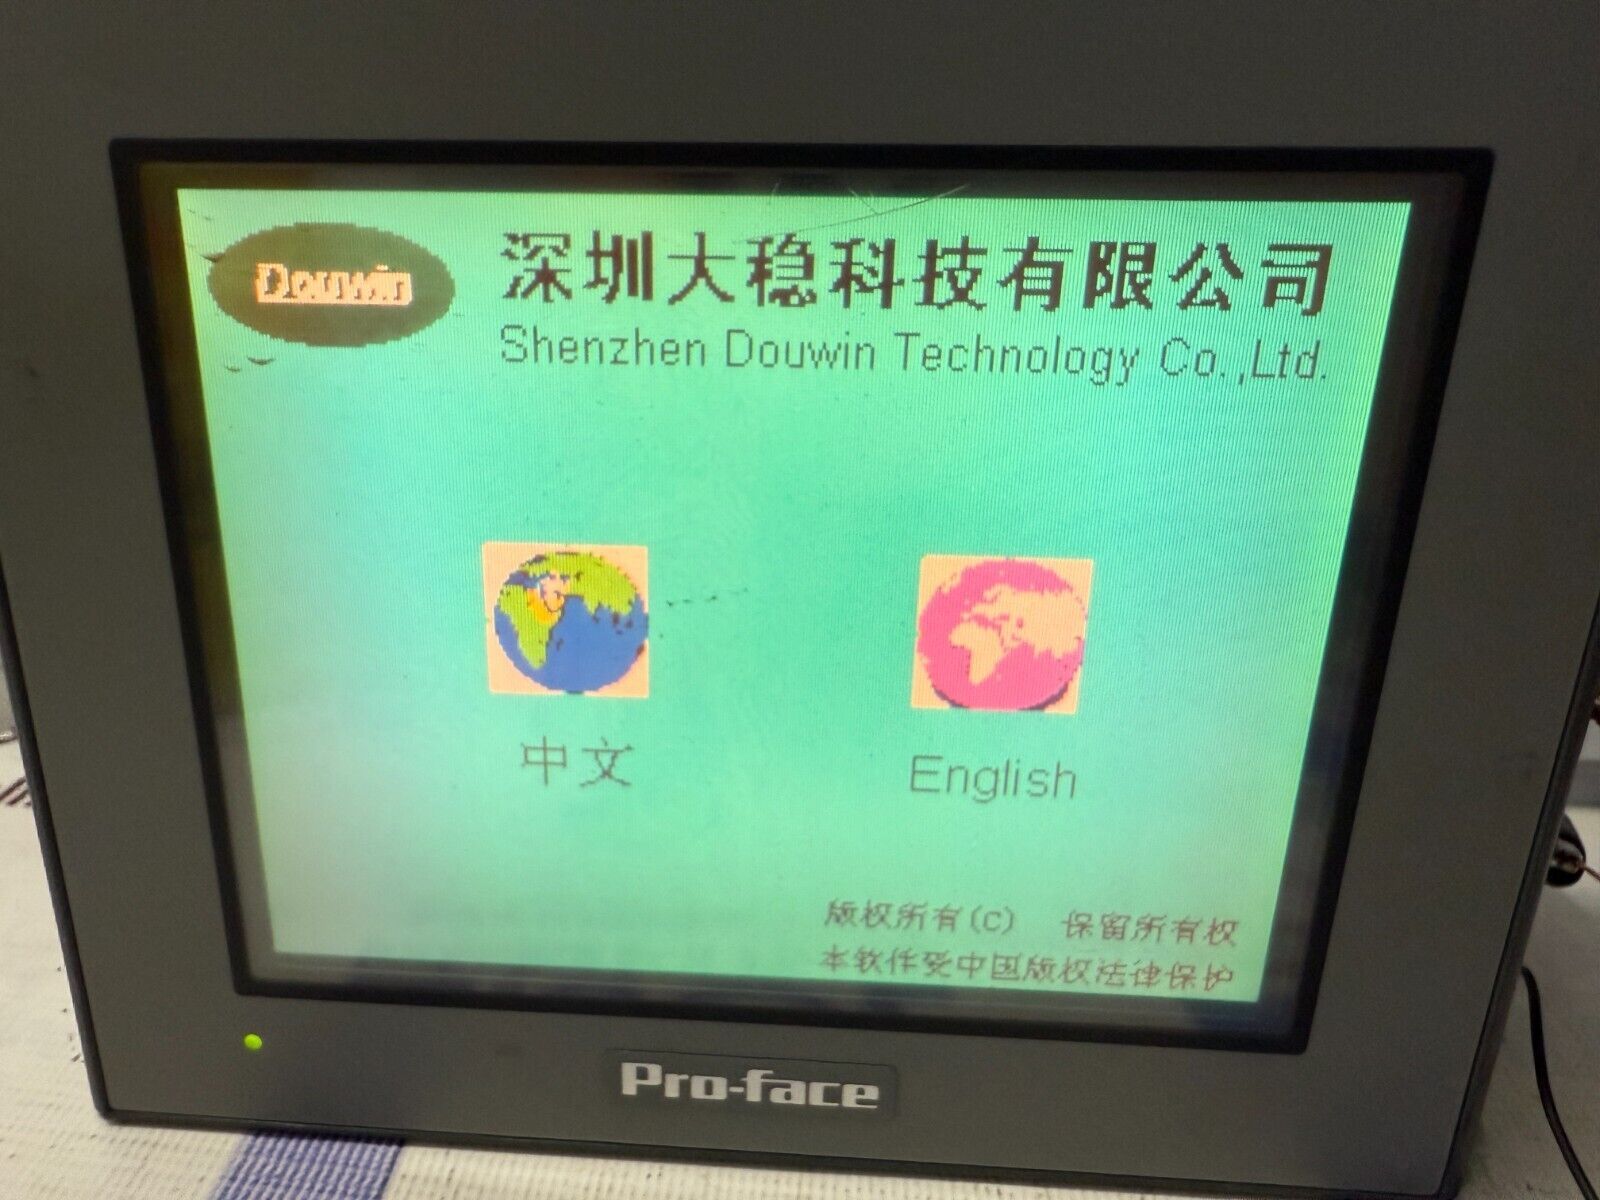 Douwin
深圳大稳科技有限公司
Shenzhen Douwin Technology Co.,Ltd.
中文
English
版权所有(C) 保留所有权
本软件受中国版权法律保护
Pro-face